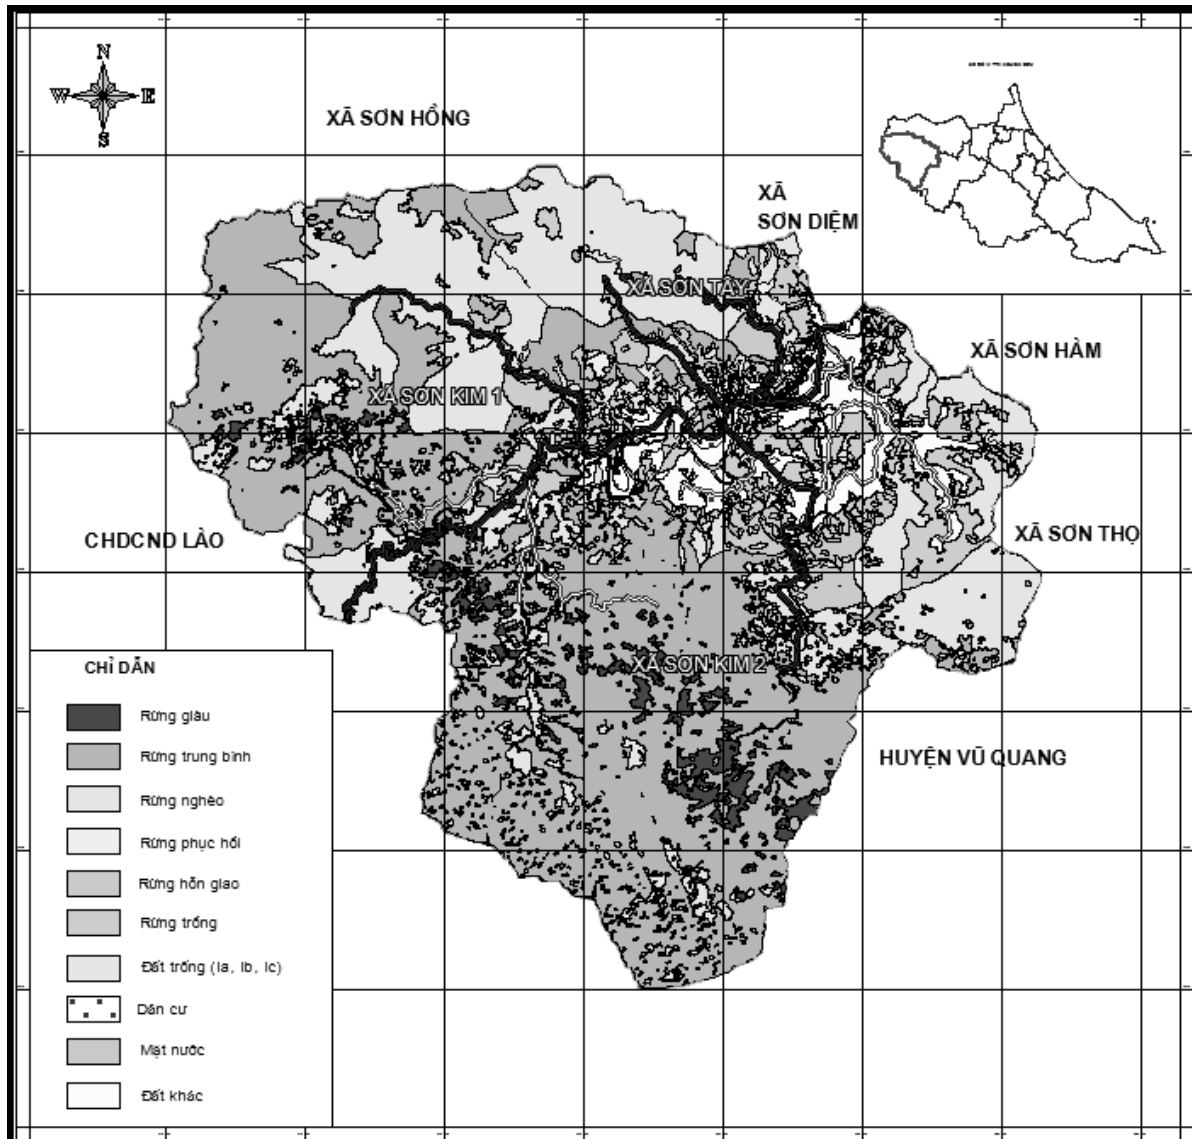 N
W E
S
XÃ SƠN HỒNG
XÃ
SƠN DIỆM
XÃ SƠN TÂY
XÃ SƠN HÀM
XÃ SƠN KIM 1
CHDCND LÀO
XÃ SƠN THỌ
XÃ SƠN KIM 2
HUYỆN VŨ QUANG
CHỈ DẪN
Rừng giàu
Rừng trung bình
Rừng nghèo
Rừng phục hồi
Rừng hỗn giao
Rừng trồng
Đất trống (Ia, Ib, Ic)
Dân cư
Mặt nước
Đất khác